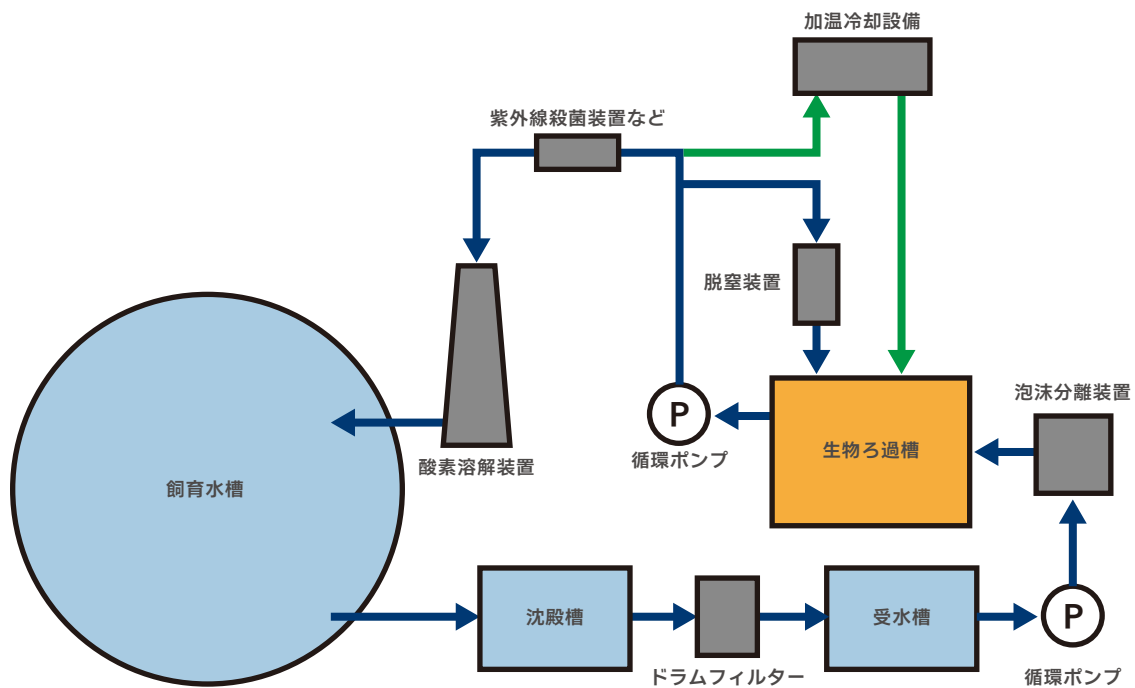 加温冷却設備
紫外線殺菌装置など
脱窒装置
泡沫分離装置
P
循環ポンプ
生物ろ過槽
酸素溶解装置
飼育水槽
沈殿槽
ドラムフィルター
受水槽
P
循環ポンプ